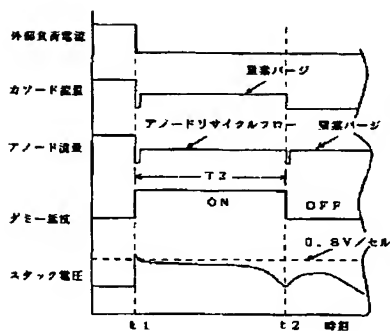 外部負荷電流
カソード流量
窒素パージ
アノードリサイクルフロー
窒素パージ
アノード流量
T2
ダミー抵抗
ON
OFF
0.8V/セル
スタック電圧
t1
t2
時刻